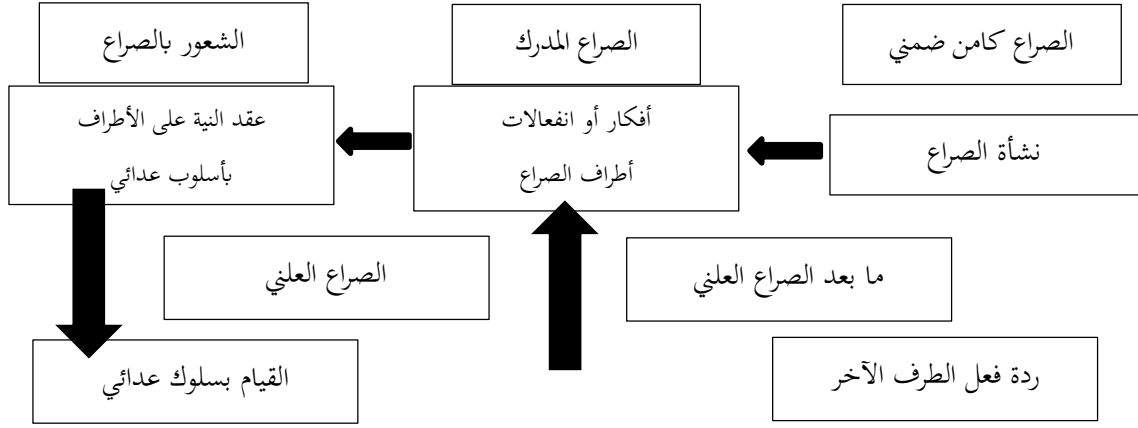 الصراع كامن ضمني
الصراع المدرك
الشعور بالصراع
نشأة الصراع
أفكار أو انفعالات
أطراف الصراع
عقد النية على الأطراف
بأسلوب عدائي
ما بعد الصراع العلني
الصراع العلني
ردة فعل الطرف الآخر
القيام بسلوك عدائي